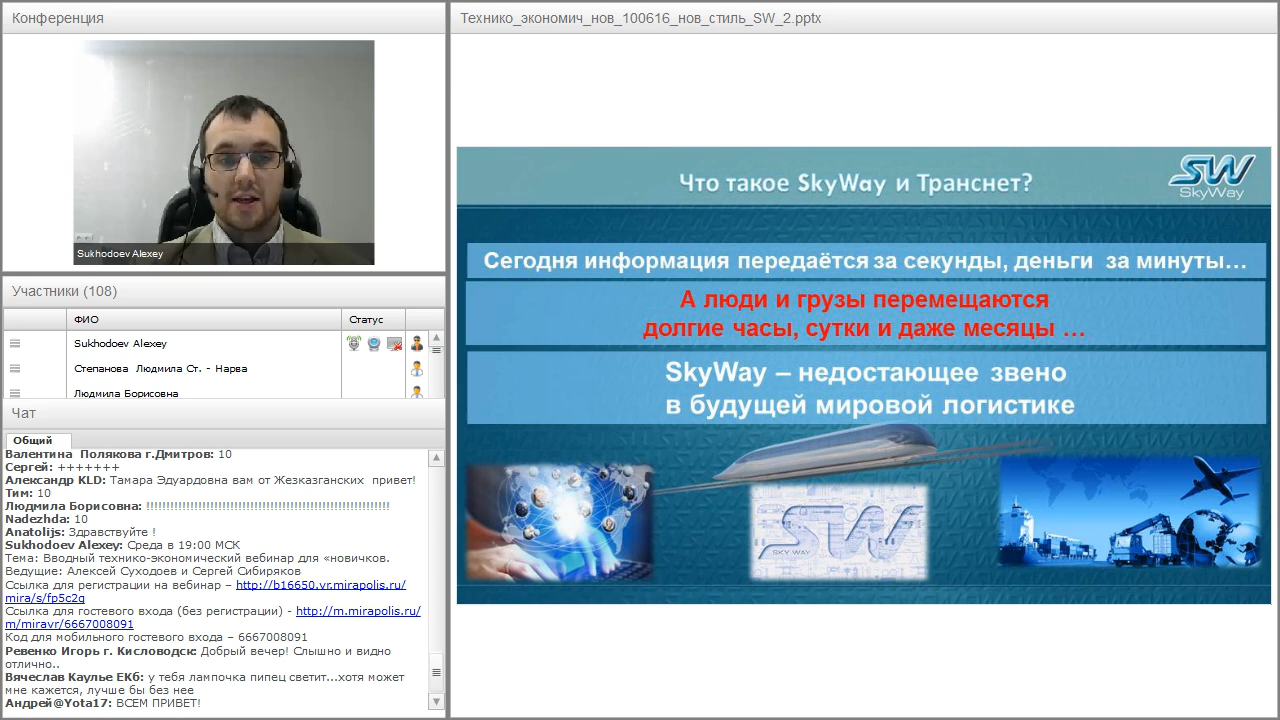 Конференция
Sukhodoev Alexey
Участники (108)
ФИО
Статус
Sukhodoev Alexey
Степанова Людмила Ст. - Нарва
Людмила Борисовна
Чат
Общий
Валентина Полякова г.Дмитров: 10
Сергей: +++++++
Александр KLD: Тамара Эдуардовна вам от Жезказганских привет!
Тим: 10
Людмила Борисовна: !!!!!!!!!!!!!!!!!!!!!!!!!!!!!!!!!!!!!!!!!!!!!!!!!!!!!!!!!!!!!
Nadezhda: 10
Anatolijs: Здравствуйте !
Sukhodoev Alexey: Среда в 19:00 МСК
Тема: Вводный технико-экономический вебинар для «новичков.
Ведущие: Алексей Суходоев и Сергей Сибиряков
Ссылка для регистрации на вебинар – http://b16650.vr.mirapolis.ru/
mira/s/fp5c2q
Ссылка для гостевого входа (без регистрации) - http://m.mirapolis.ru/
m/miravr/6667008091
Код для мобильного гостевого входа – 6667008091
Ревенко Игорь г. Кисловодск: Добрый вечер! Слышно и видно
отлично..
Вячеслав Каулье ЕКб: у тебя лампочка пипец светит...хотя может
мне кажется, лучше бы без нее
Андрей@Yota17: ВСЕМ ПРИВЕТ!
Технико_экономич_нов_100616_нов_стиль_SW_2.pptx
Что такое SkyWay и Транснет?
SW
SkyWay
Сегодня информация передаётся за секунды, деньги за минуты…
А люди и грузы перемещаются
долгие часы, сутки и даже месяцы …
SkyWay – недостающее звено
в будущей мировой логистике
SW
SKY WAY